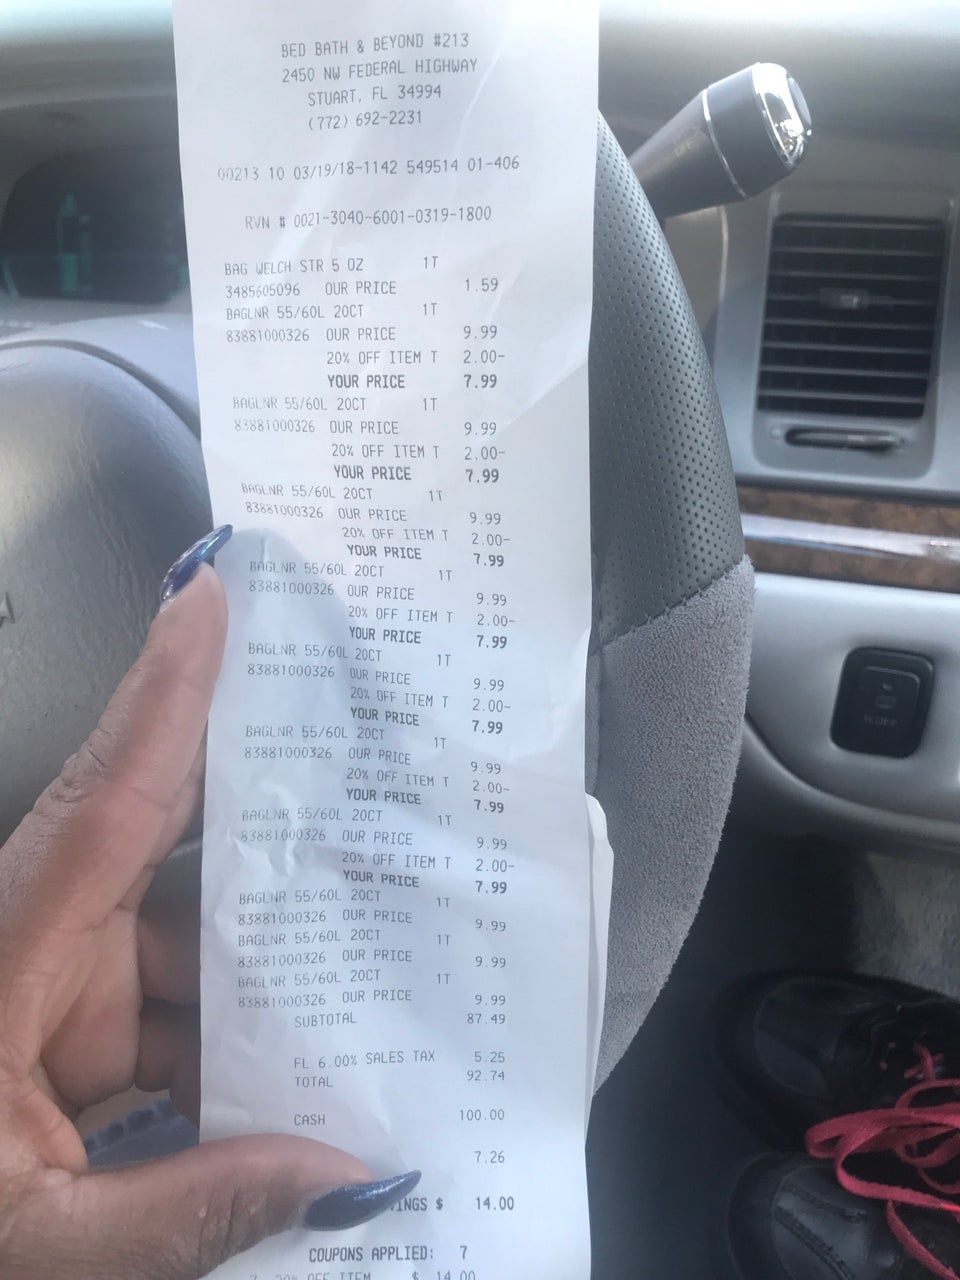 BED BATH & BEYOND #213
2450 NW FEDERAL HIGHWAY
STUART, FL 34994
(772) 692-2231
00213 10 03/19/18-1142 549514 01-406
RVN # 0021-3040-6001-0319-1800
BAG WELCH STR 5 OZ 1T
3485605096 OUR PRICE 1.59
BAGLNR 55/60L 20CT 1T
83881000326 OUR PRICE 9.99
20% OFF ITEM T 2.00-
YOUR PRICE 7.99
BAGLNR 55/60L 20CT 1T
83881000326 OUR PRICE 9.99
20% OFF ITEM T 2.00-
YOUR PRICE 7.99
BAGLNR 55/60L 20CT 1T
83881000326 OUR PRICE 9.99
20% OFF ITEM T 2.00-
YOUR PRICE 7.99
BAGLNR 55/60L 20CT 1T
83881000326 OUR PRICE 9.99
20% OFF ITEM T 2.00-
YOUR PRICE 7.99
BAGLNR 55/60L 20CT 1T
83881000326 OUR PRICE 9.99
20% OFF ITEM T 2.00-
YOUR PRICE 7.99
BAGLNR 55/60L 20CT 1T
83881000326 OUR PRICE 9.99
20% OFF ITEM T 2.00-
YOUR PRICE 7.99
BAGLNR 55/60L 20CT 1T
83881000326 OUR PRICE 9.99
20% OFF ITEM T 2.00-
YOUR PRICE 7.99
BAGLNR 55/60L 20CT 1T
83881000326 OUR PRICE 9.99
BAGLNR 55/60L 20CT 1T
83881000326 OUR PRICE 9.99
BAGLNR 55/60L 20CT 1T
83881000326 OUR PRICE 9.99
SUBTOTAL 87.49
FL 6.00% SALES TAX 5.25
TOTAL 92.74
CASH 100.00
7.26
INGS $ 14.00
COUPONS APPLIED: 7
7 20% OFF ITEM $ 14.00